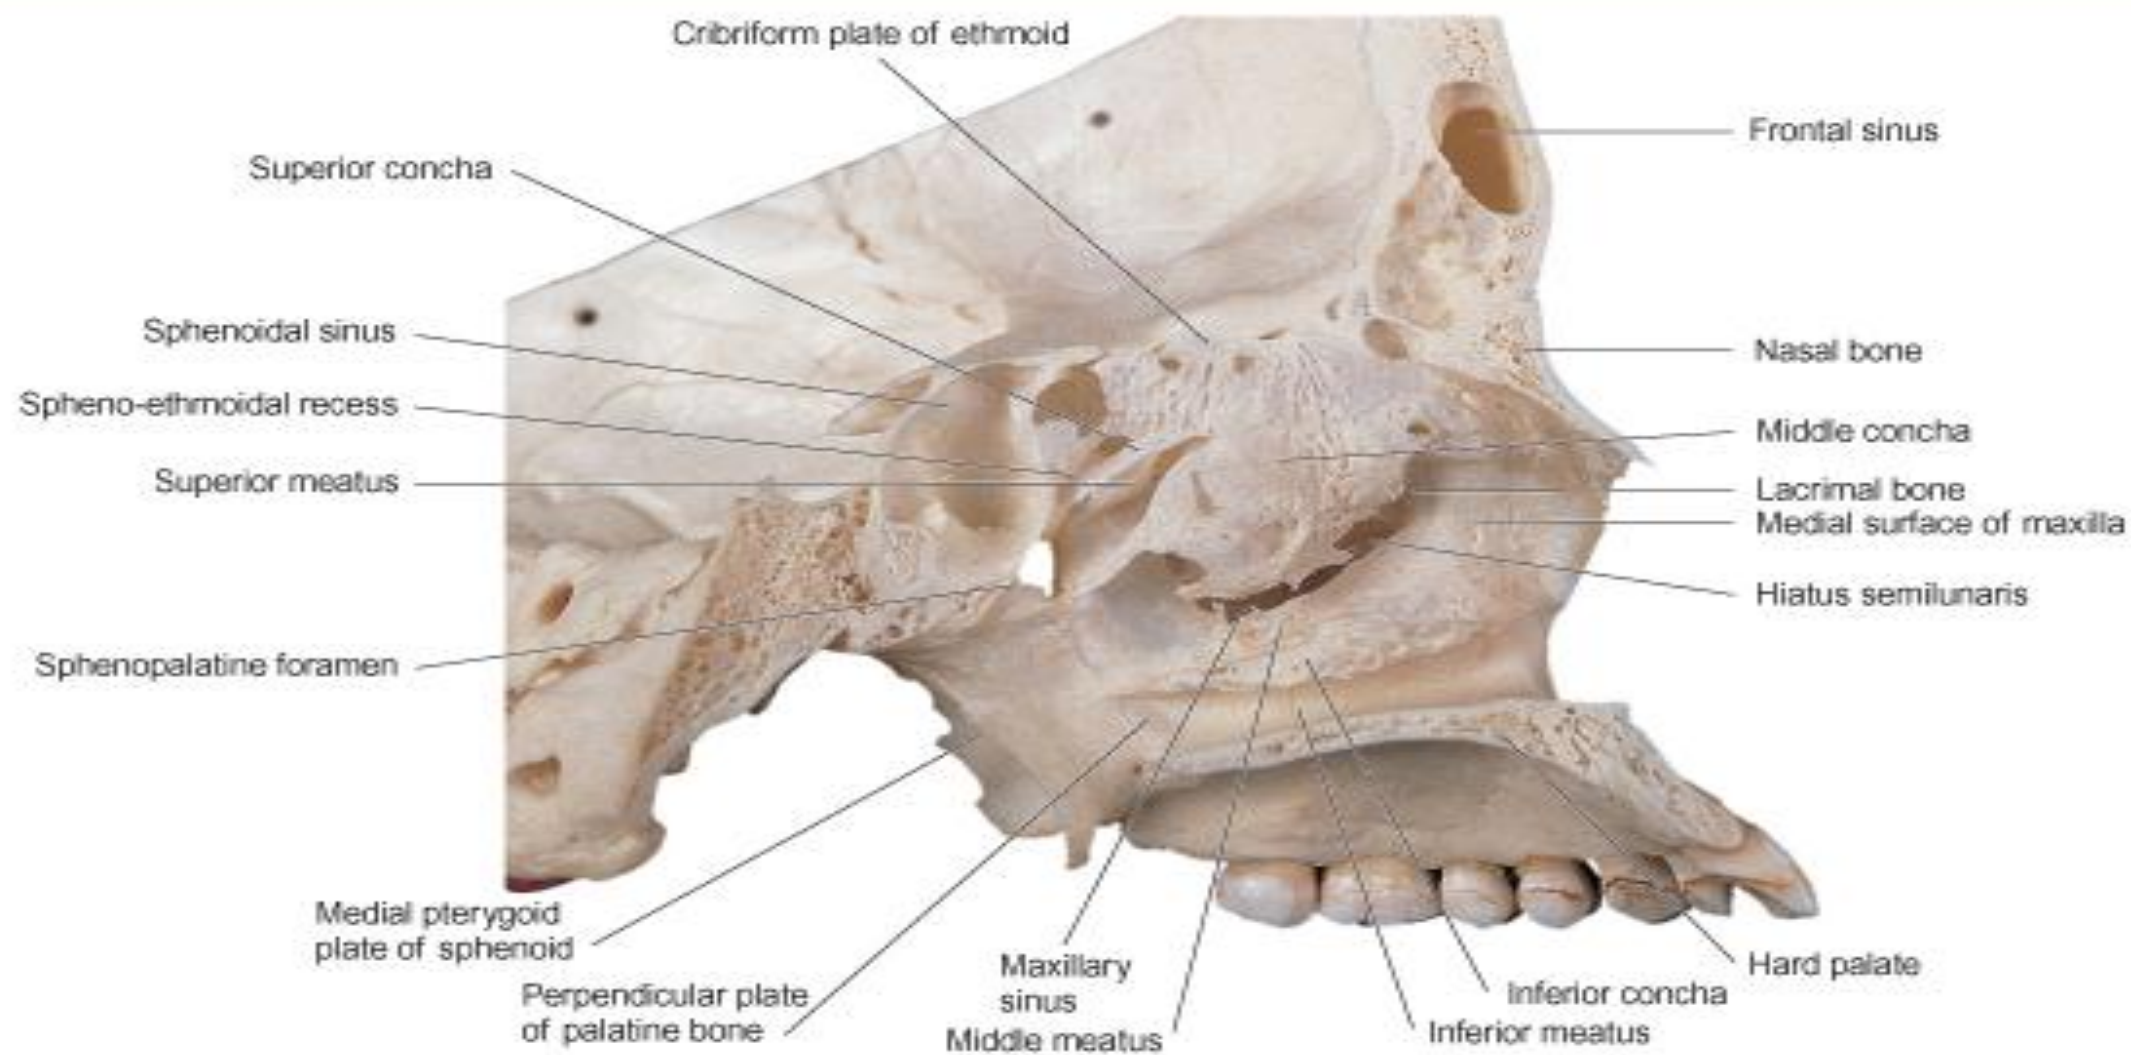 Cribriform plate of ethmoid
Frontal sinus
Superior concha
Sphenoidal sinus
Nasal bone
Spheno-ethmoidal recess
Middle concha
Superior meatus
Lacrimal bone
Medial surface of maxilla
Hiatus semilunaris
Sphenopalatine foramen
Medial pterygoid
plate of sphenoid
Perpendicular plate
of palatine bone
Maxillary
sinus
Middle meatus
Hard palate
Inferior concha
Inferior meatus